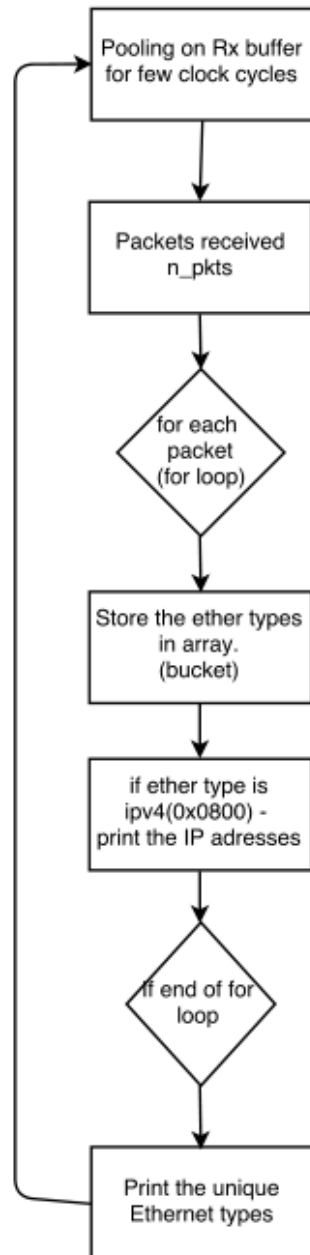 Pooling on Rx buffer
for few clock cycles
Packets received
n_pkts
for each
packet
(for loop)
Store the ether types
in array.
(bucket)
if ether type is
ipv4(0x0800) -
print the IP adresses
If end of for
loop
Print the unique
Ethernet types